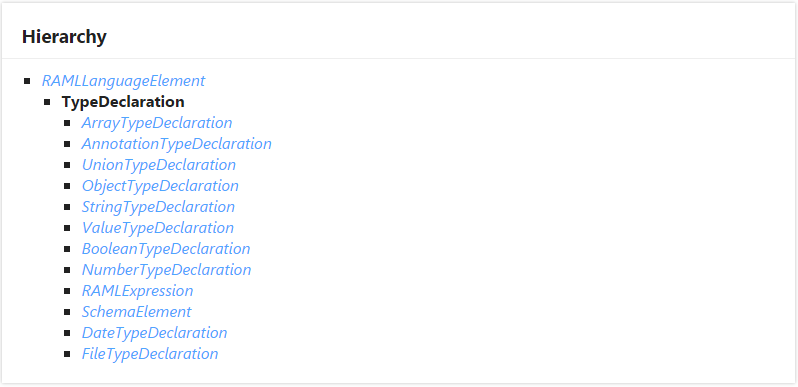 Hierarchy
RAMLLanguageElement
TypeDeclaration
ArrayTypeDeclaration
AnnotationTypeDeclaration
UnionTypeDeclaration
ObjectTypeDeclaration
StringTypeDeclaration
ValueTypeDeclaration
BooleanTypeDeclaration
NumberTypeDeclaration
RAMLExpression
SchemaElement
DateTypeDeclaration
FileTypeDeclaration